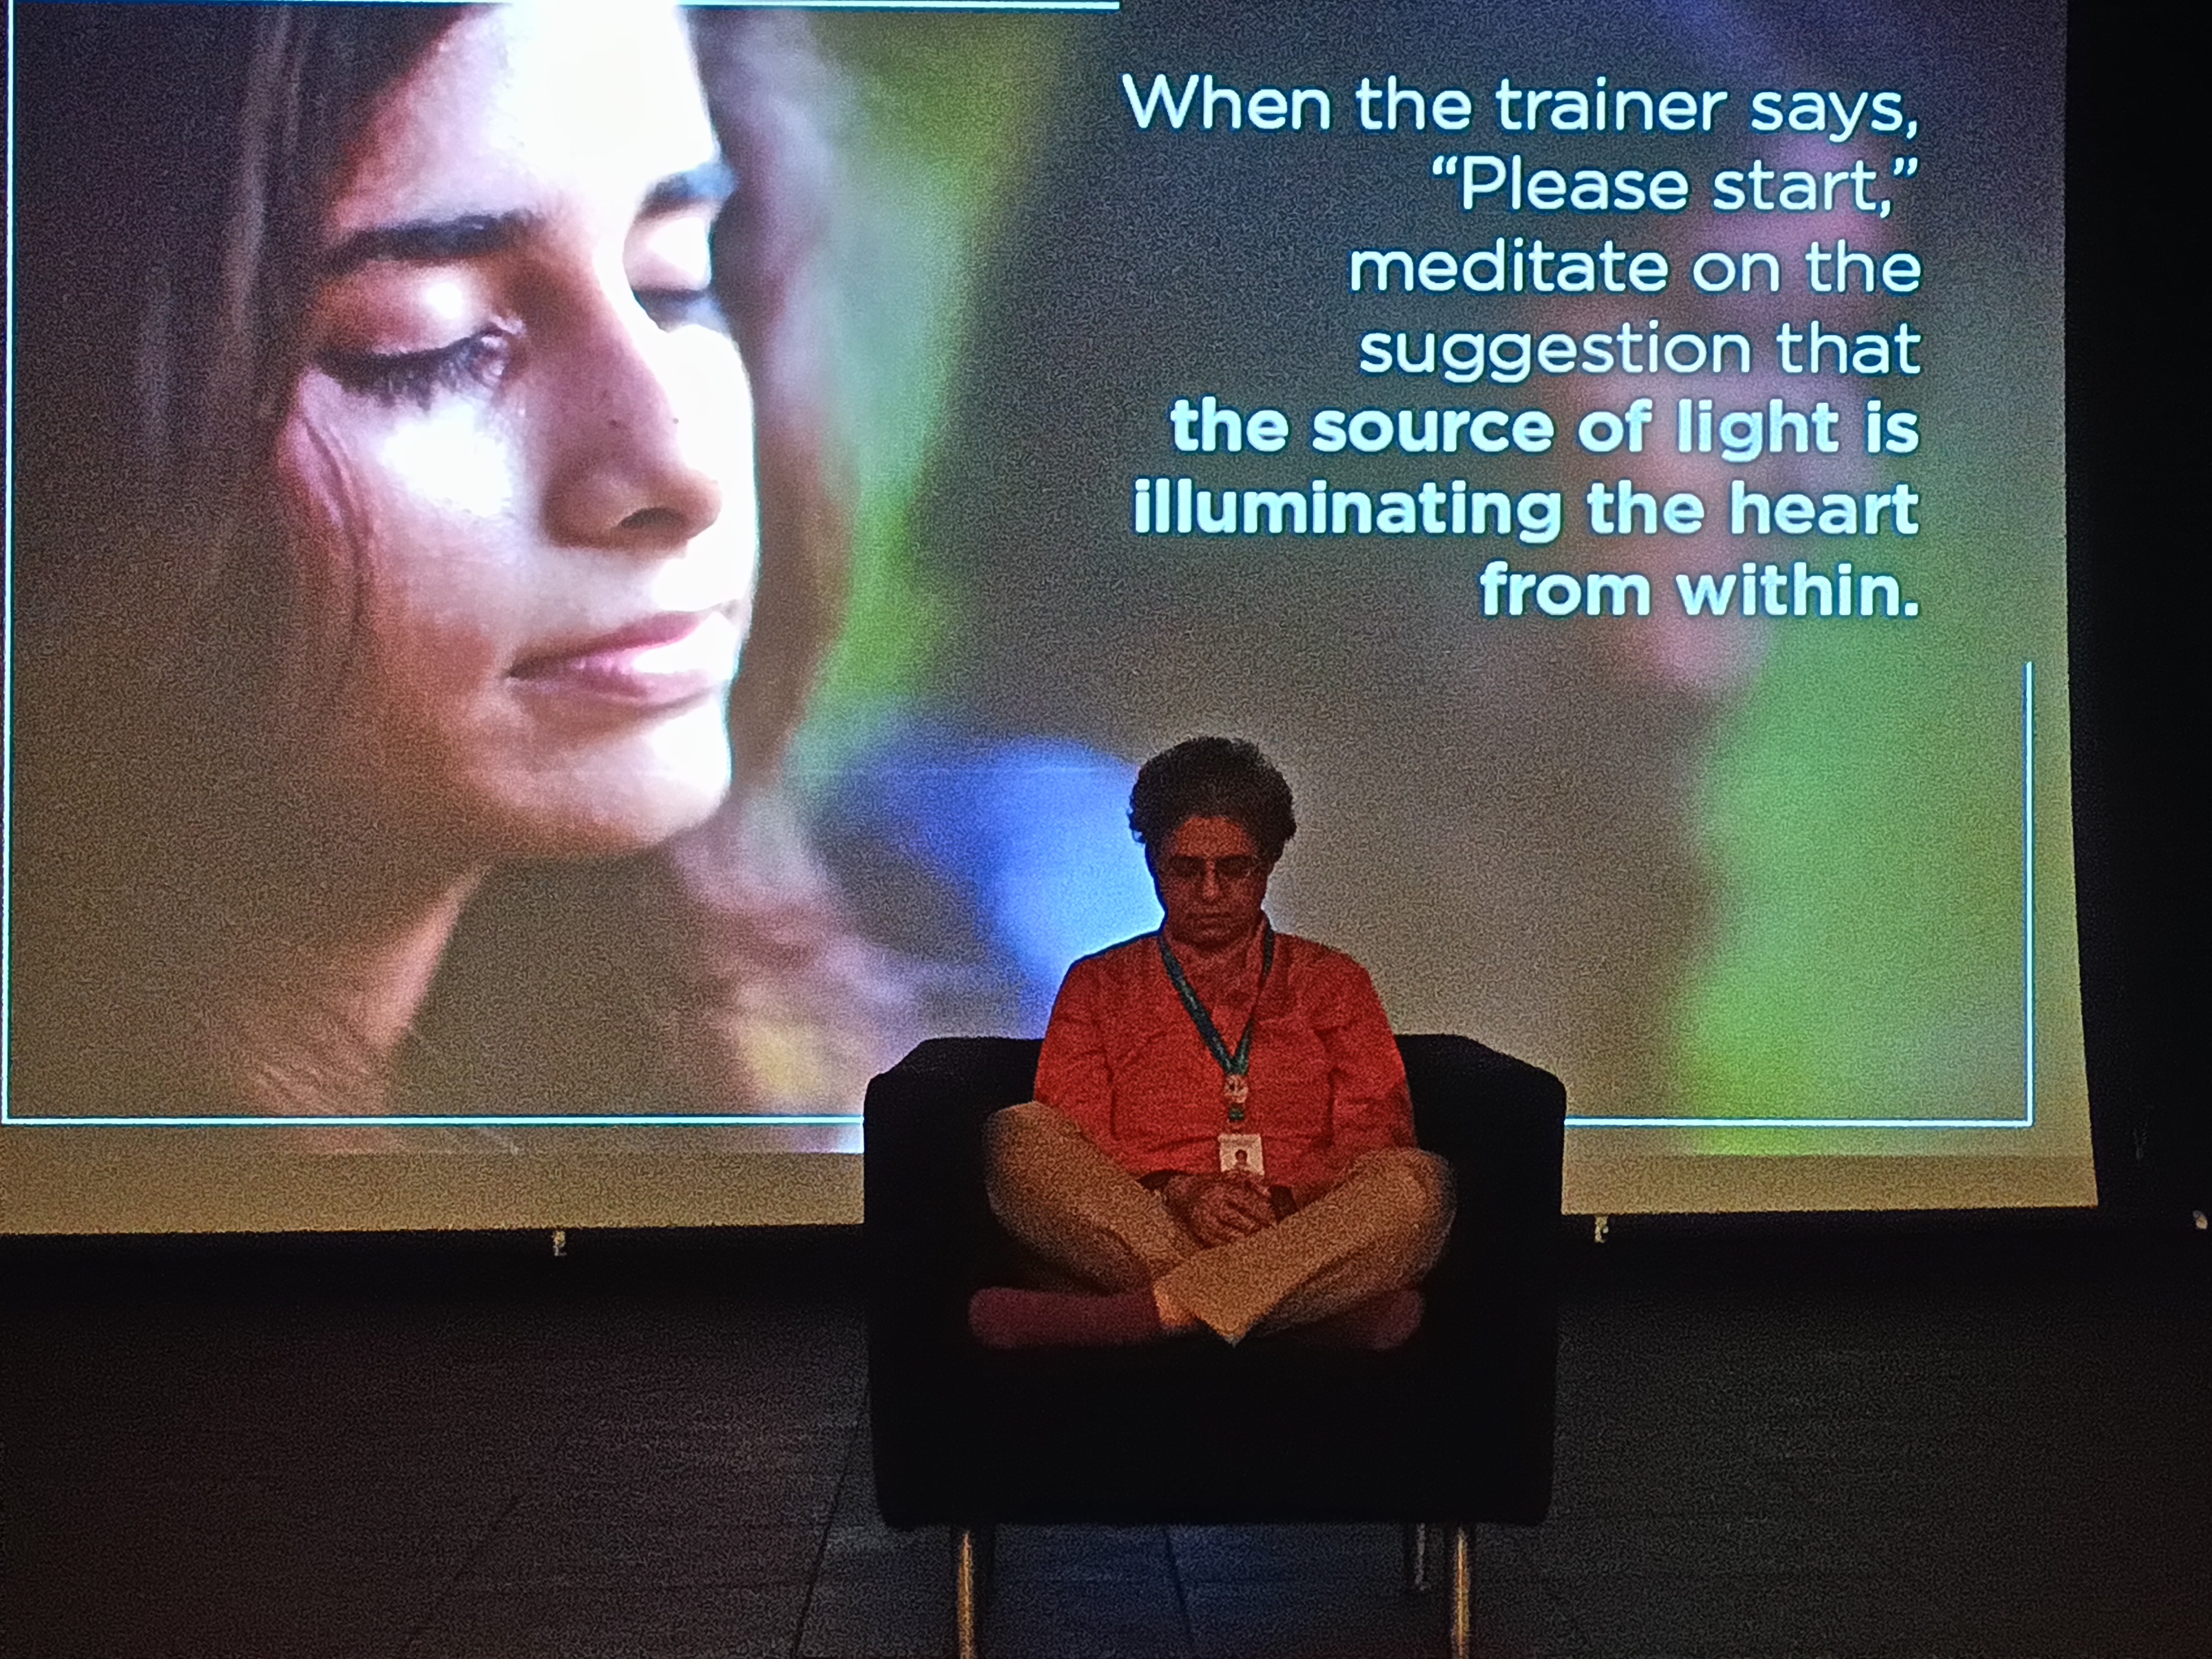 When the trainer says,
“Please start,”
meditate on the
suggestion that
the source of light is
illuminating the heart
from within.